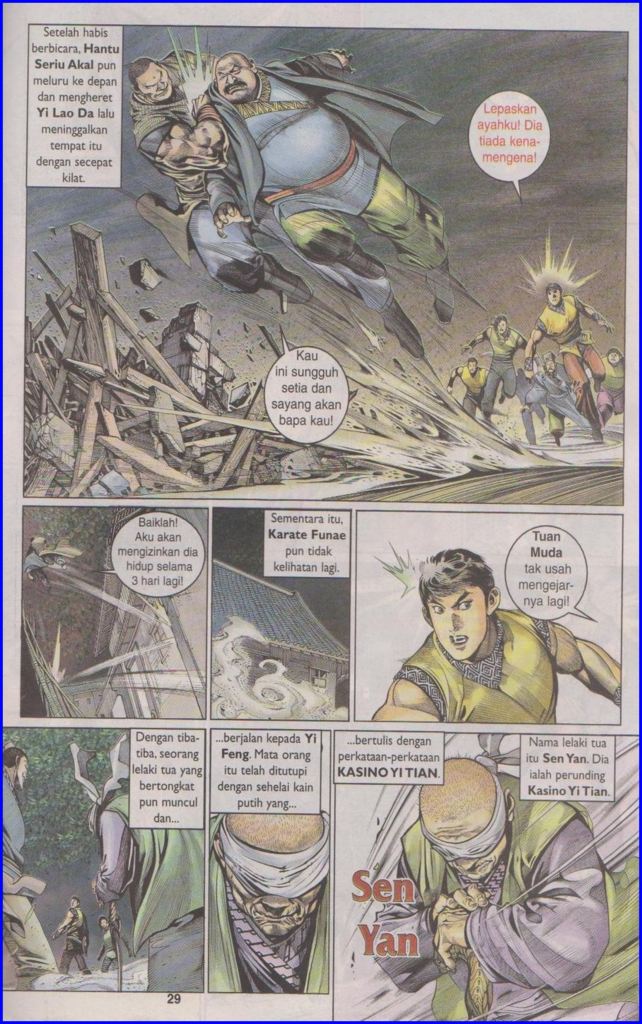 Setelah habis
berbicara, Hantu
Seriu Akal pun
meluru ke depan
dan mengheret
Yi Lao Da lalu
meninggalkan
tempat itu
dengan secepat
kilat.
Lepaskan
ayahku! Dia
tiada kena-
mengena!
Kau
ini sungguh
setia dan
sayang akan
bapa kau!
Baiklah!
Aku akan
mengizinkan dia
hidup selama
3 hari lagi!
Sementara itu,
Karate Funae
pun tidak
kelihatan lagi.
Tuan
Muda
tak usah
mengejar-
nya lagi!
Dengan tiba-
tiba, seorang
lelaki tua yang
bertongkat
pun muncul
dan...
...berjalan kepada Yi
Feng. Mata orang
itu telah ditutupi
dengan sehelai kain
putih yang...
...bertulis dengan
perkataan-perkataan
KASINO YI TIAN.
Nama lelaki tua
itu Sen Yan. Dia
ialah perunding
Kasino Yi Tian.
Sen
Yan
29